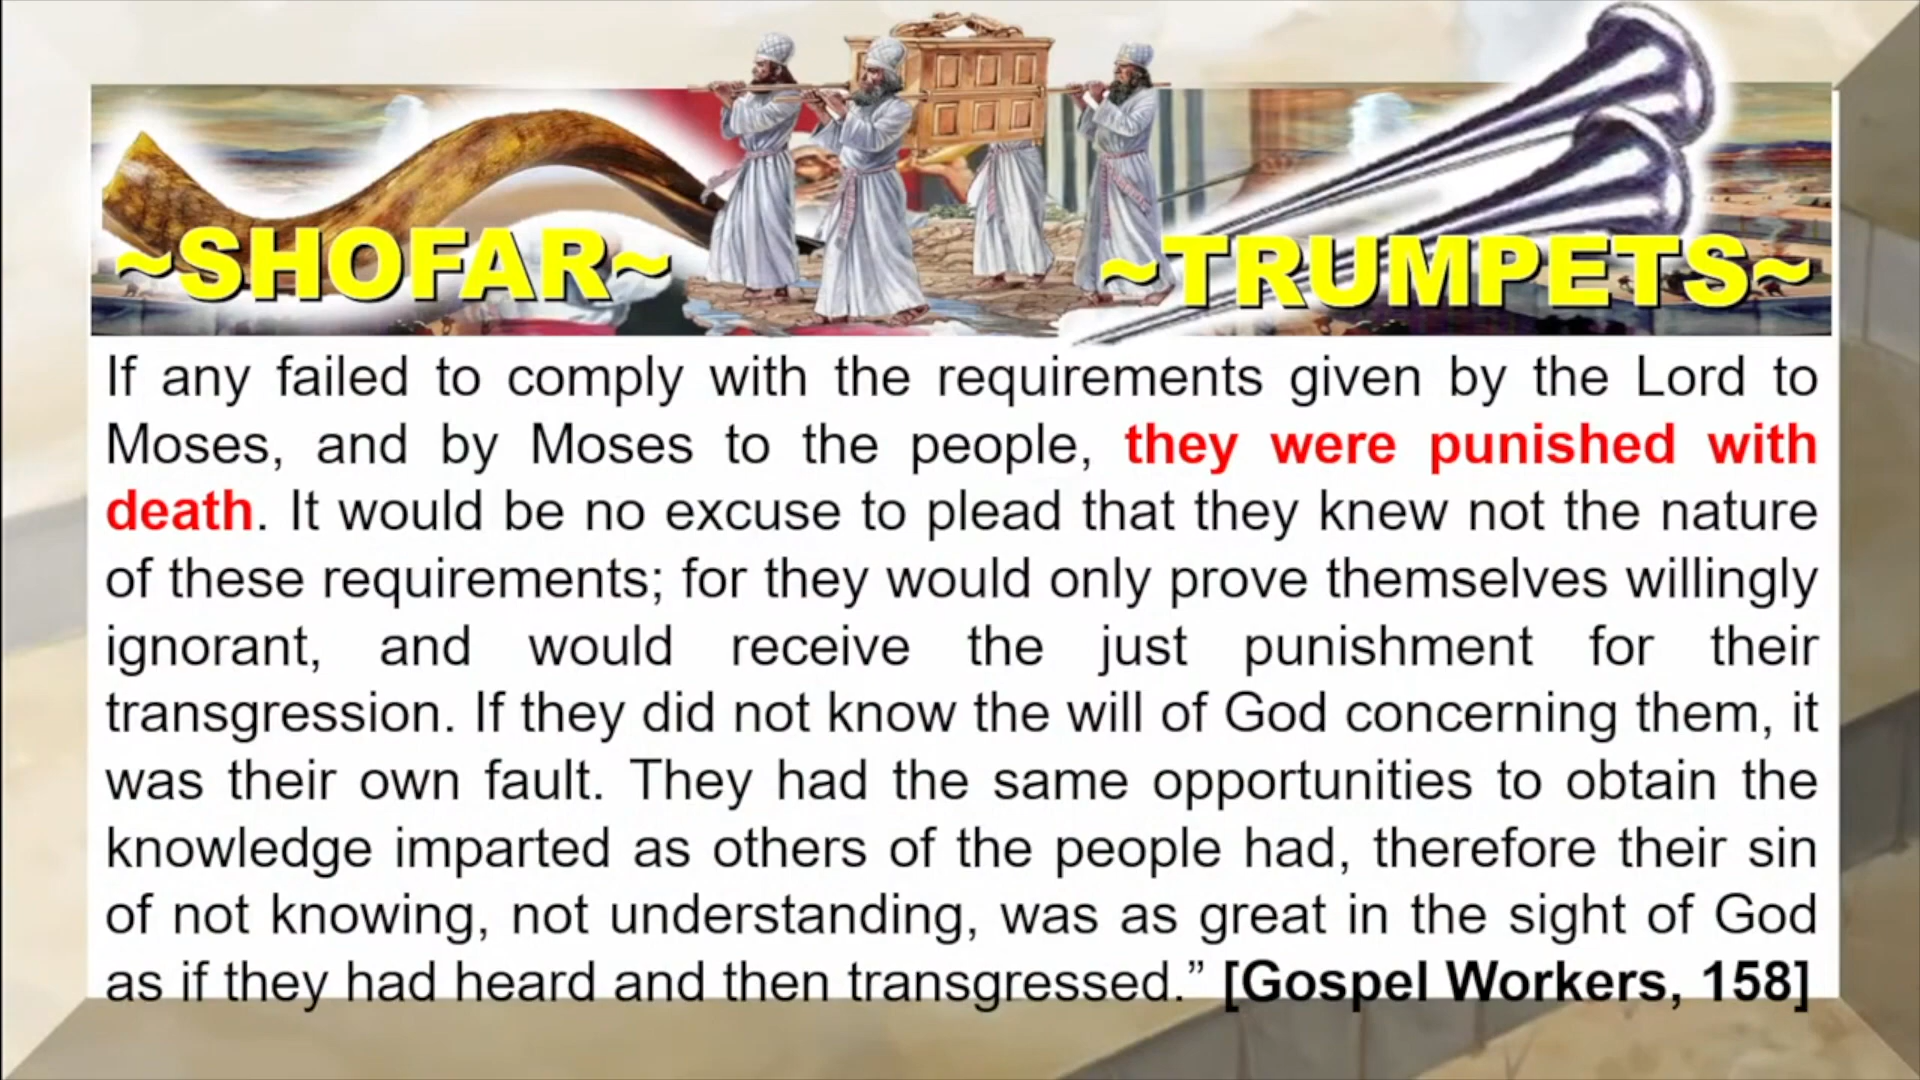 ~SHOFAR~
~TRUMPETS~
If any failed to comply with the requirements given by the Lord to
Moses, and by Moses to the people, they were punished with
death. It would be no excuse to plead that they knew not the nature
of these requirements; for they would only prove themselves willingly
ignorant, and would receive the just punishment for their
transgression. If they did not know the will of God concerning them, it
was their own fault. They had the same opportunities to obtain the
knowledge imparted as others of the people had, therefore their sin
of not knowing, not understanding, was as great in the sight of God
as if they had heard and then transgressed.” [Gospel Workers, 158]